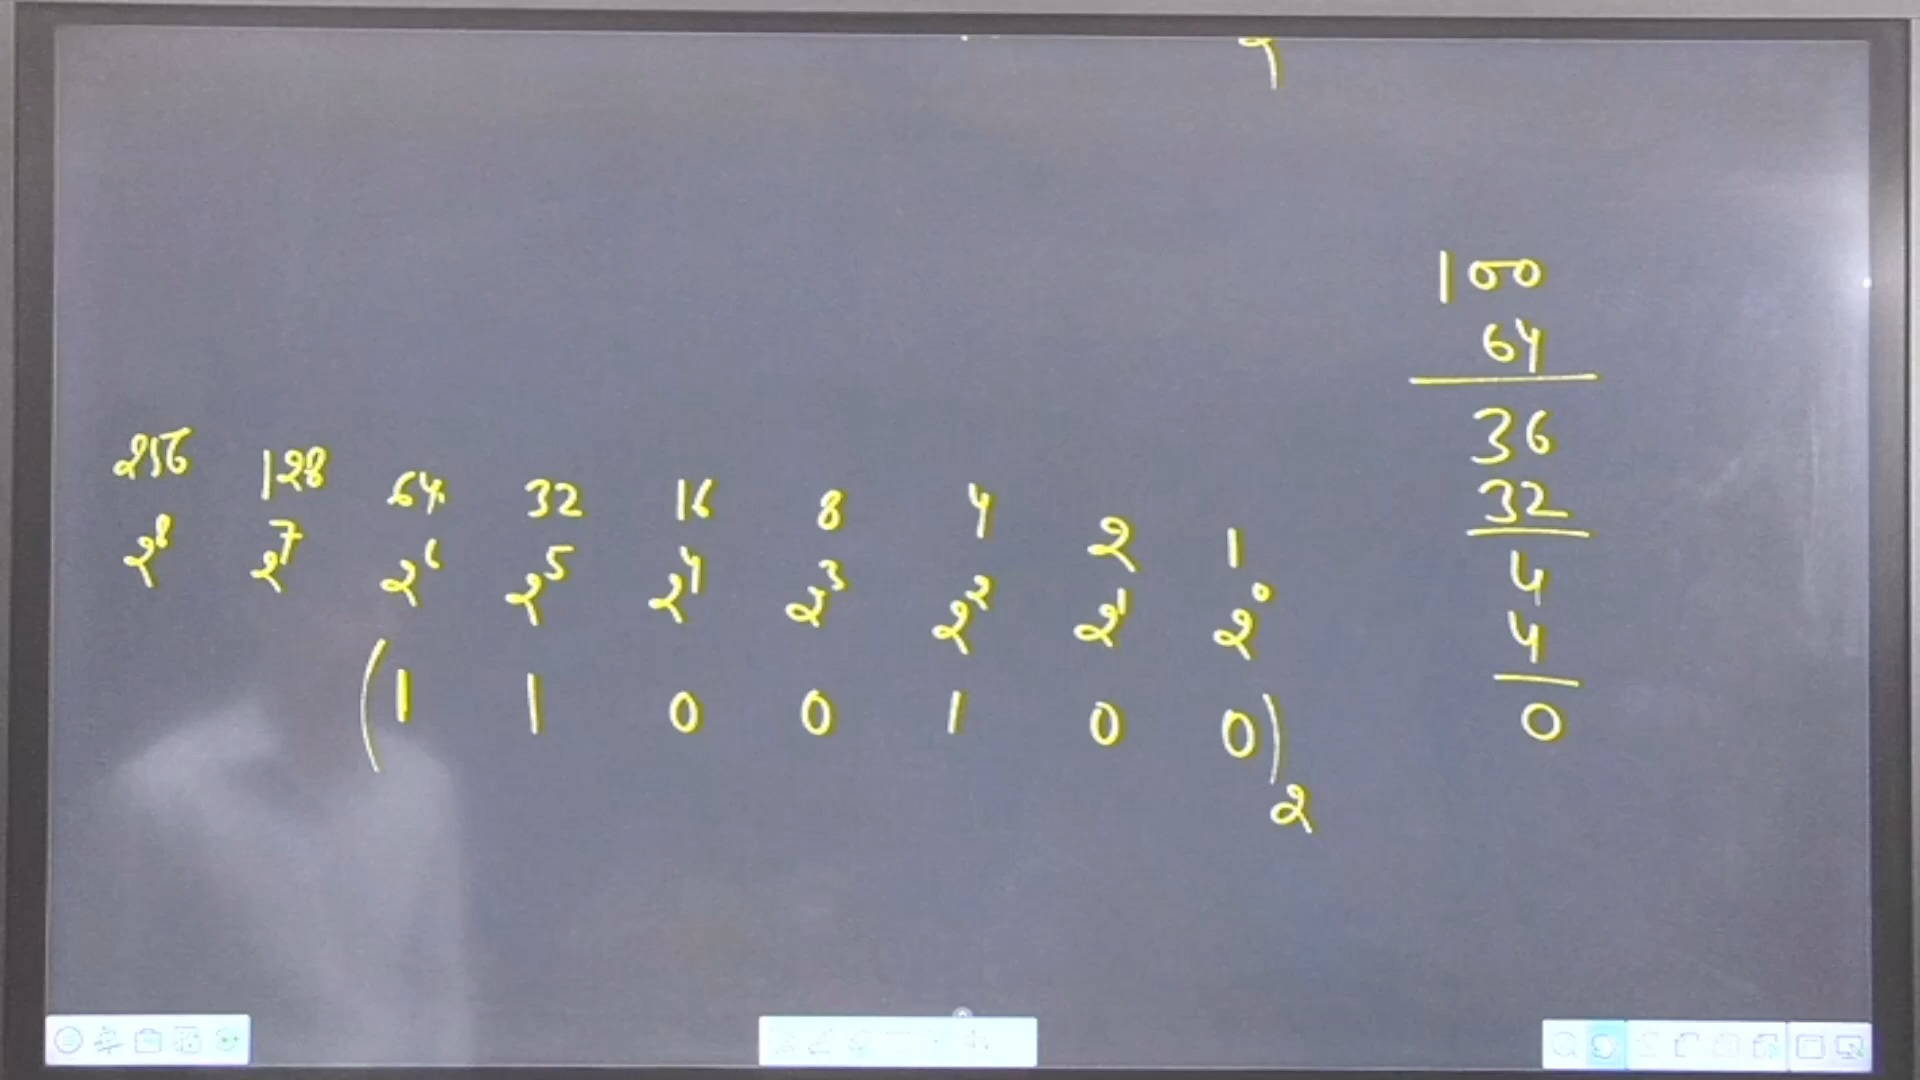 256 128 64 32 16 8 4 2 1
2⁸ 2⁷ 2⁶ 2⁵ 2⁴ 2³ 2² 2¹ 2⁰
(1 1 0 0 1 0 0)₂
100
64
36
32
4
4
0